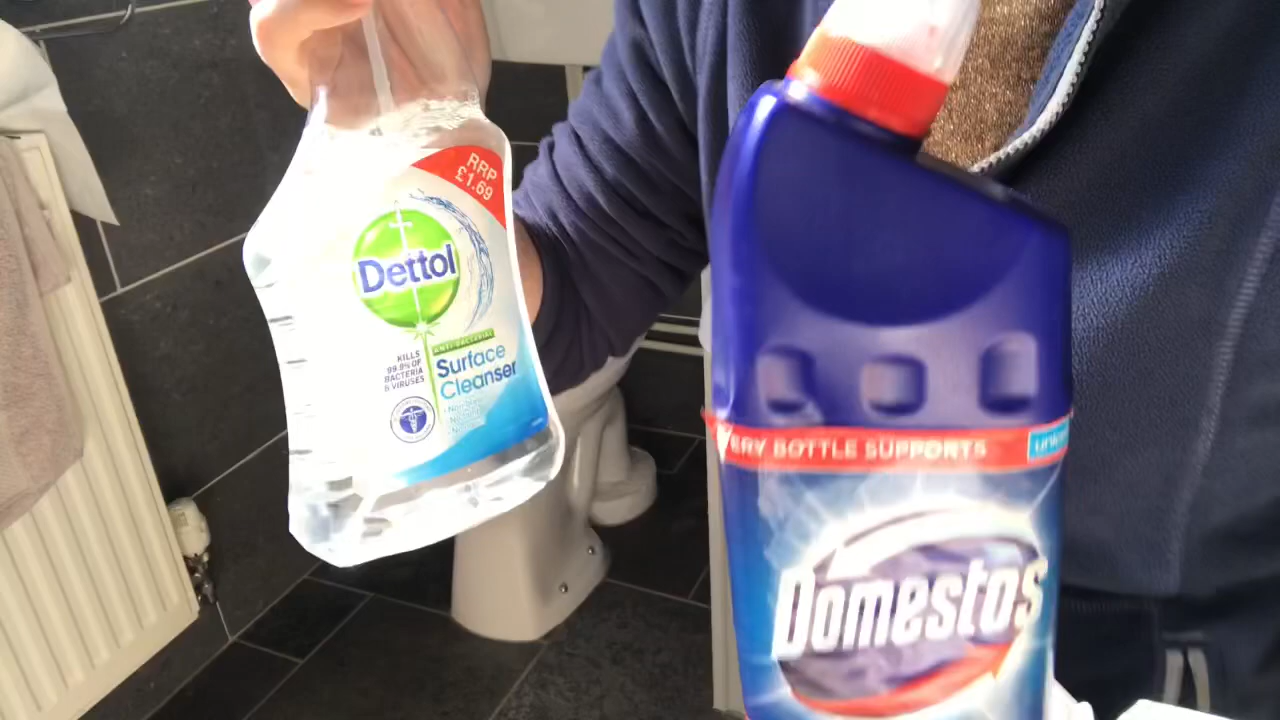 RRP
£1.69
Dettol
ANTI-BACTERIAL
Surface
Cleanser
KILLS
99.9% OF
BACTERIA
& VIRUSES
ERY BOTTLE SUPPORTS
Domestos